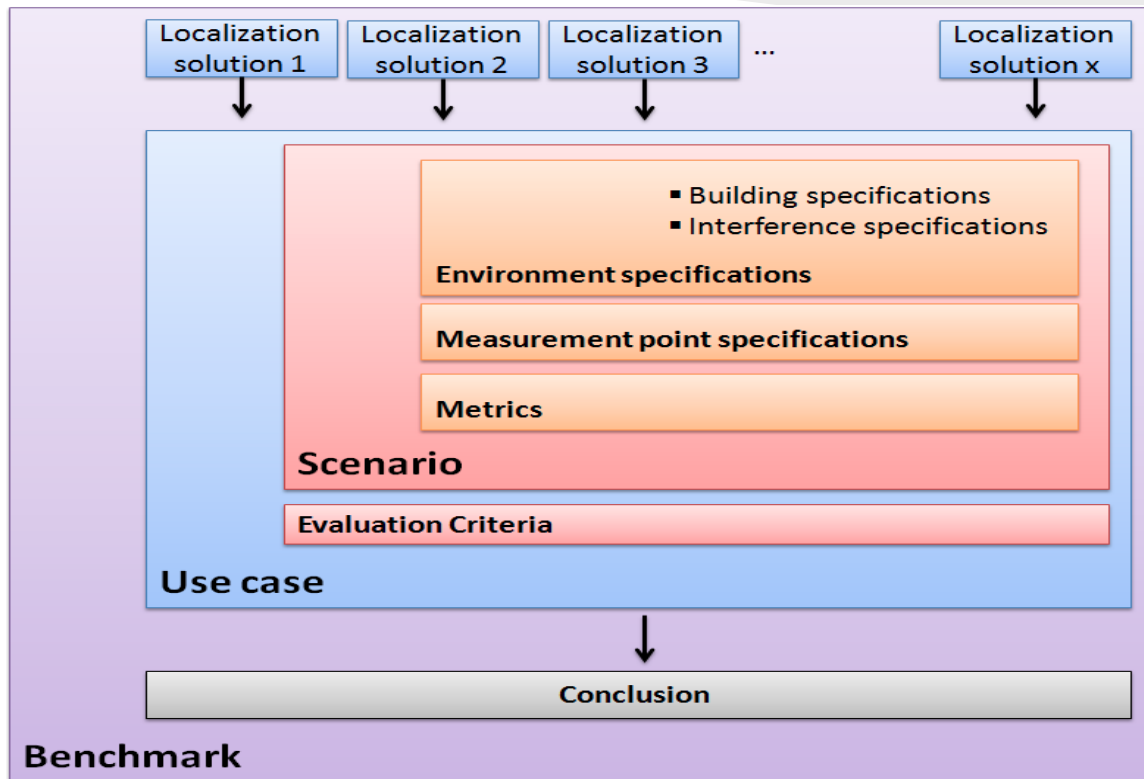 Localization solution 1
Localization solution 2
Localization solution 3
...
Localization solution x
▪ Building specifications
▪ Interference specifications
Environment specifications
Measurement point specifications
Metrics
Scenario
Evaluation Criteria
Use case
Conclusion
Benchmark